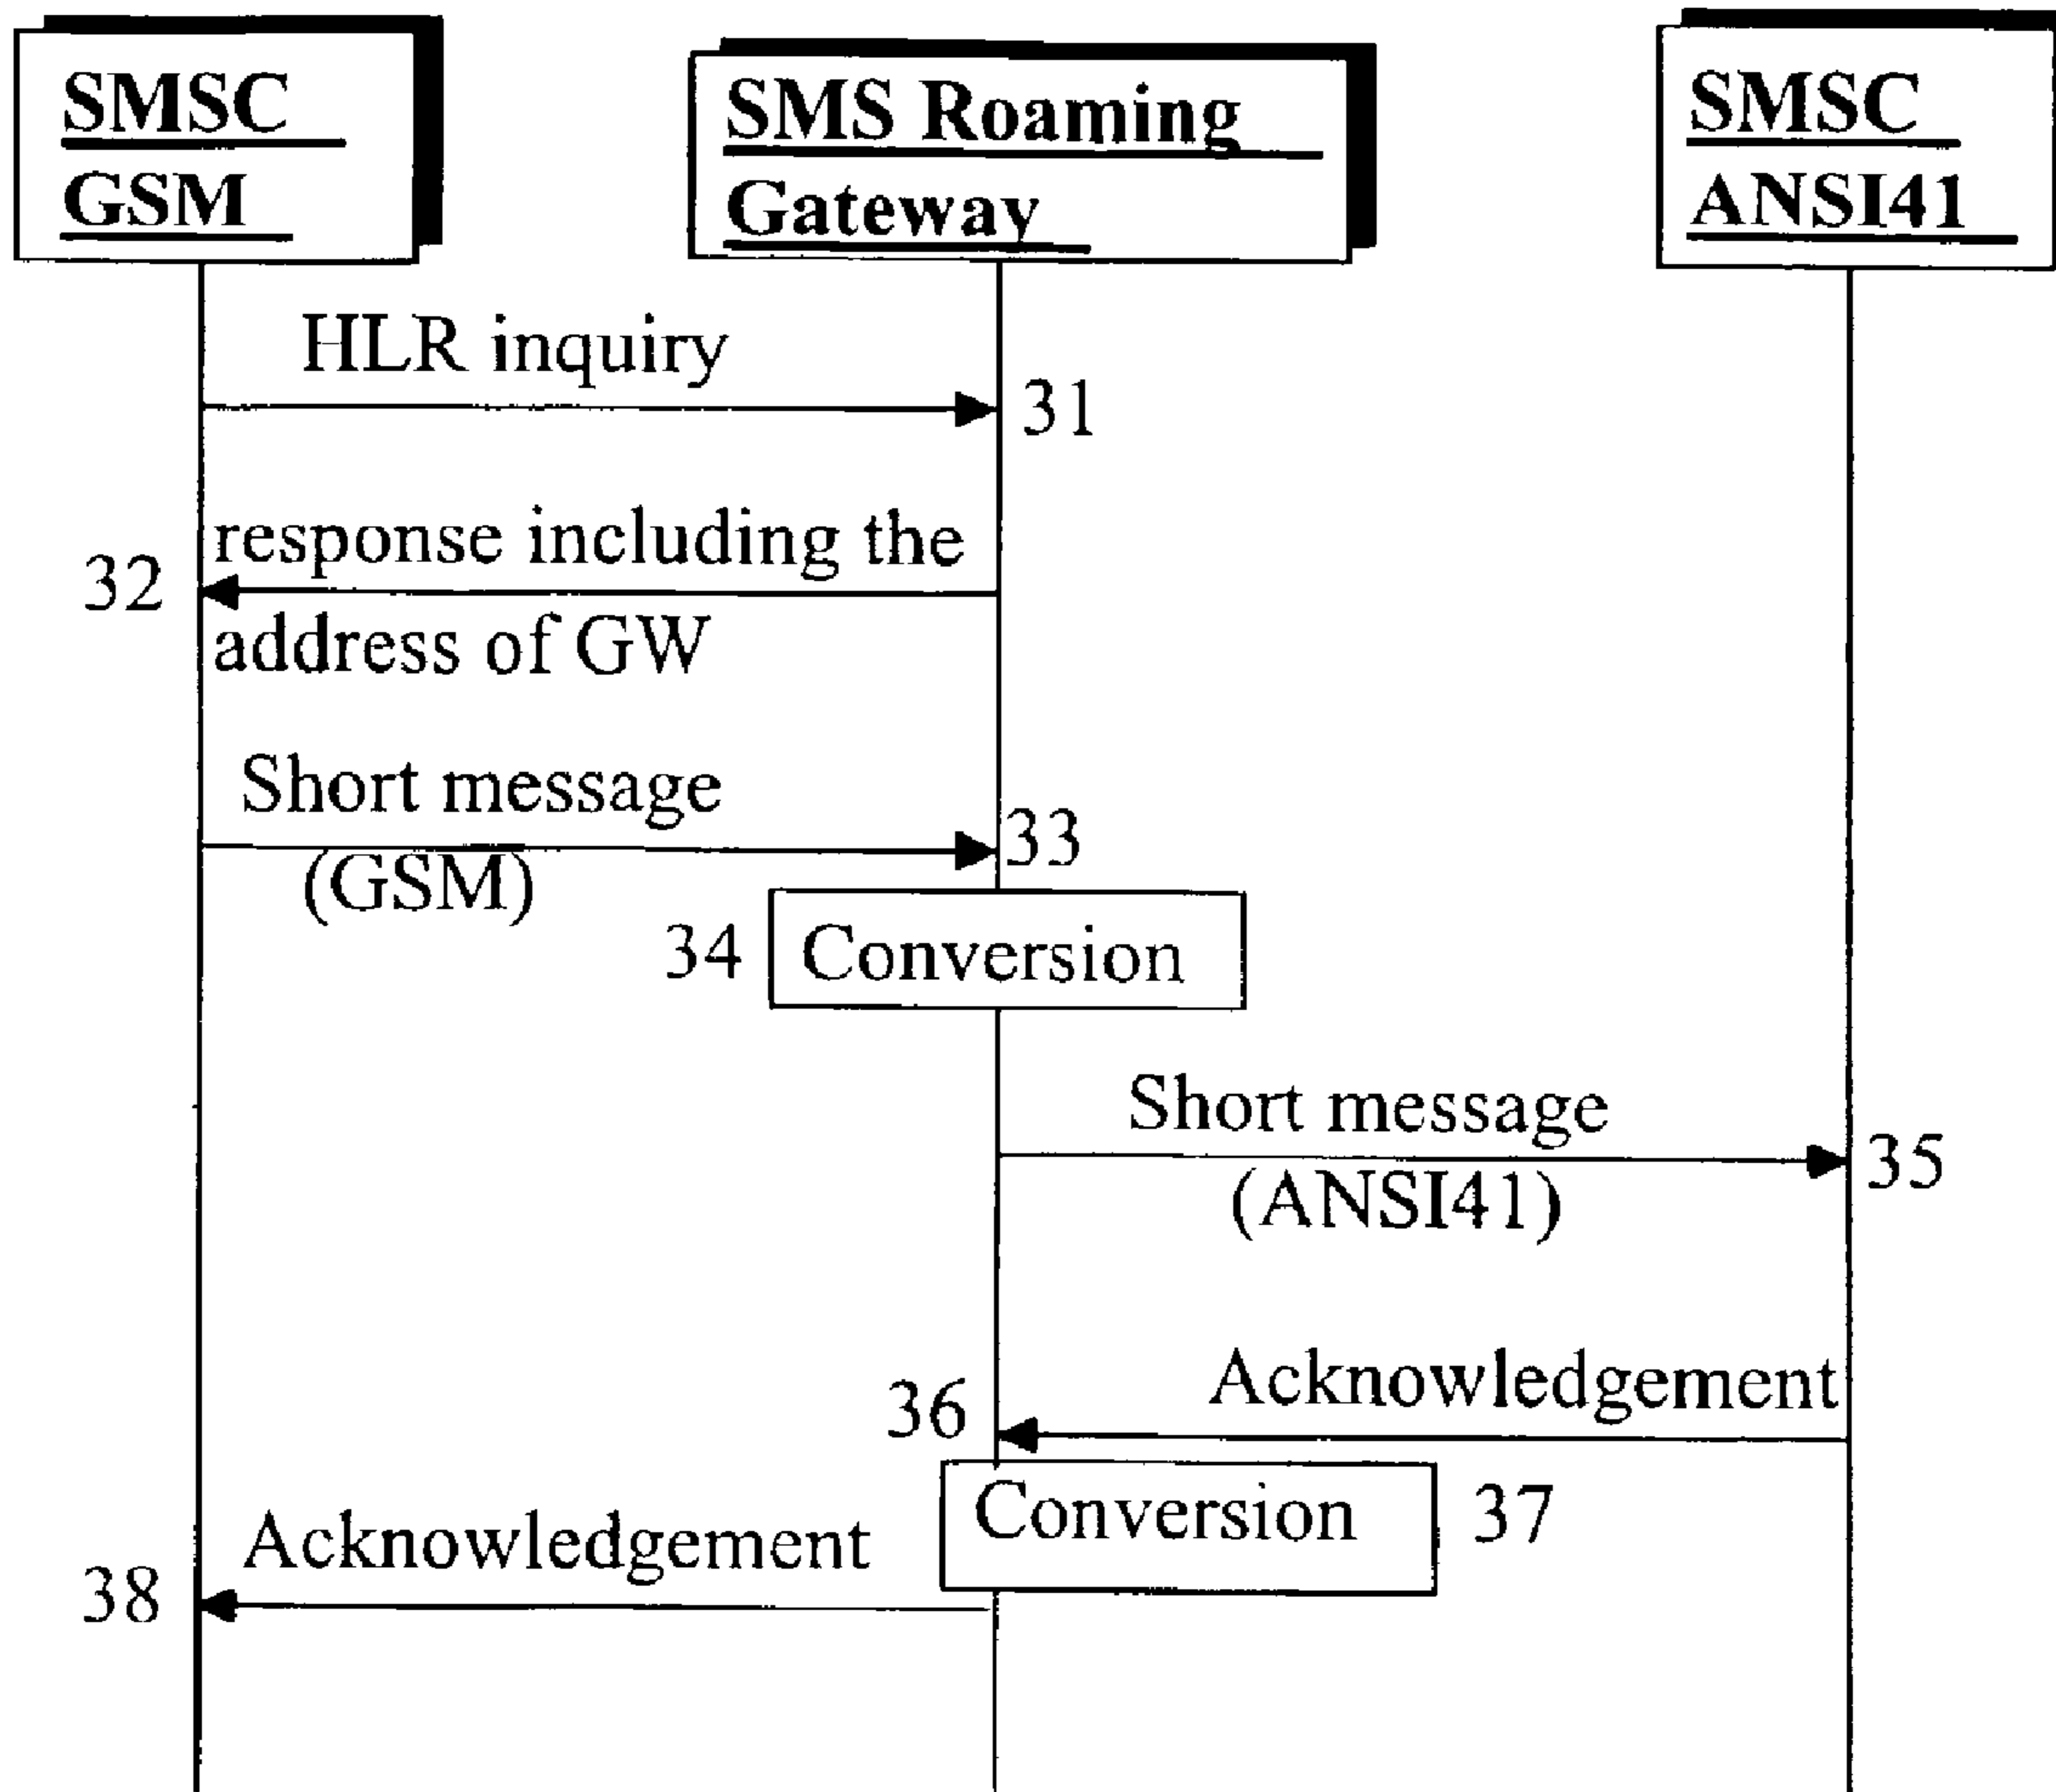 SMSC
GSM
SMS Roaming
Gateway
SMSC
ANSI41
HLR inquiry
31
response including the
32
address of GW
Short message
33
(GSM)
34
Conversion
Short message
35
(ANSI41)
Acknowledgement
36
Conversion
37
Acknowledgement
38